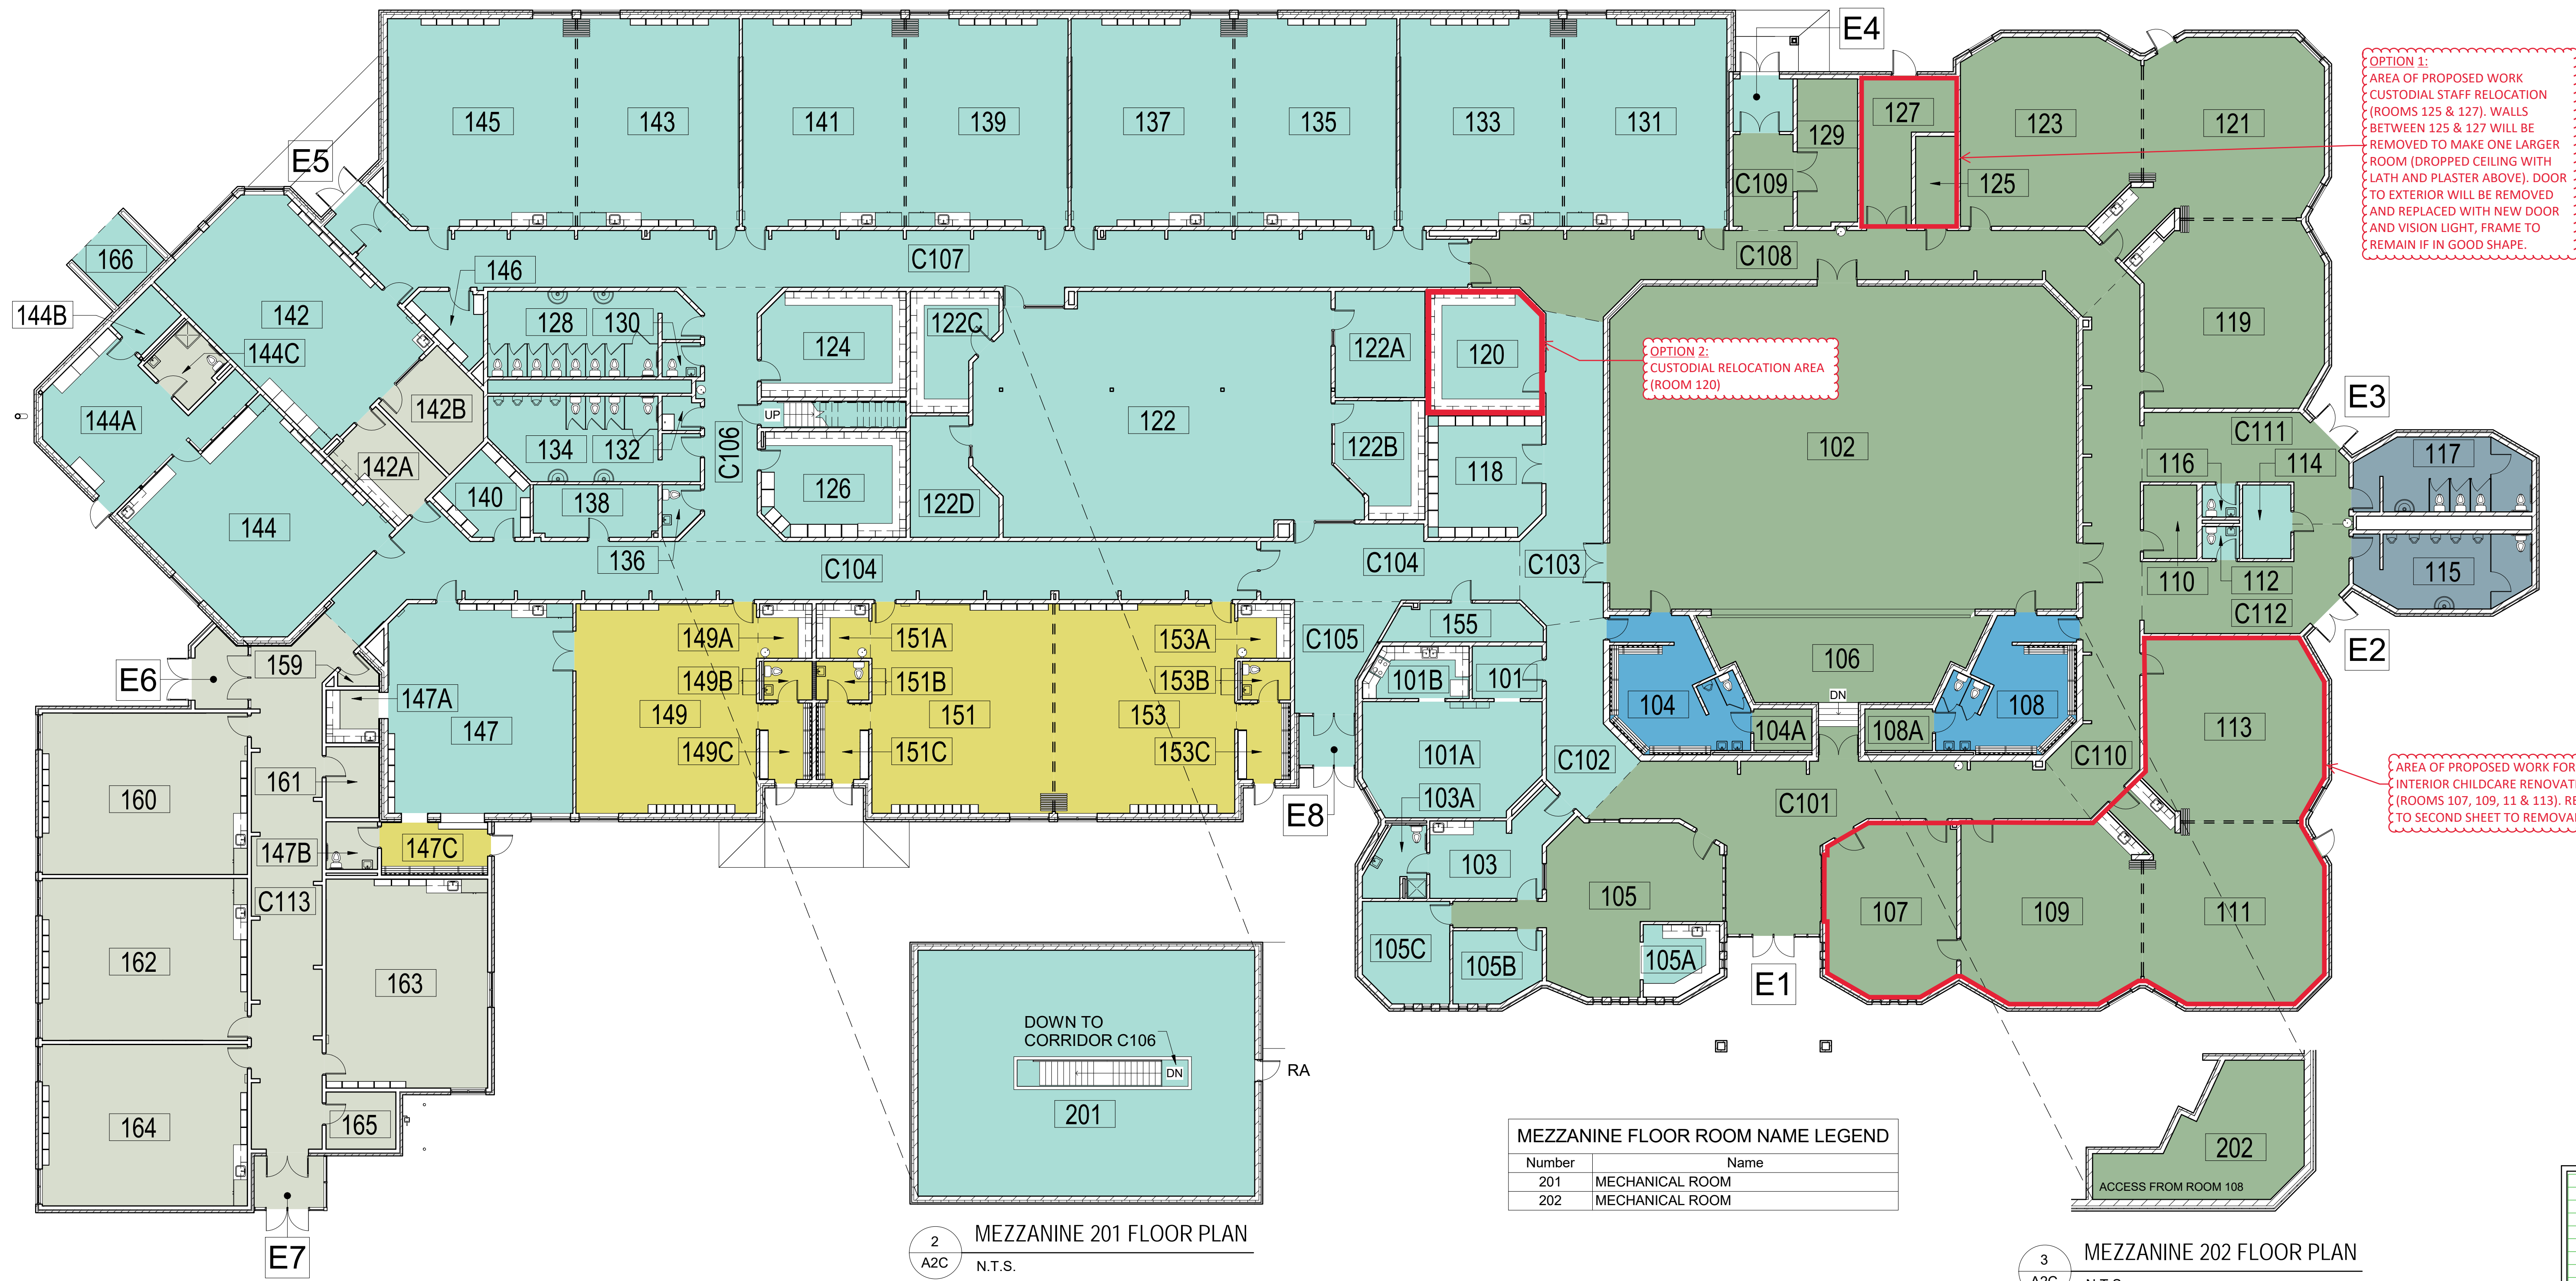 E4
OPTION 1:
AREA OF PROPOSED WORK
CUSTODIAL STAFF RELOCATION
(ROOMS 125 & 127). WALLS
BETWEEN 125 & 127 WILL BE
REMOVED TO MAKE ONE LARGER
ROOM (DROPPED CEILING WITH
LATH AND PLASTER ABOVE). DOOR
TO EXTERIOR WILL BE REMOVED
AND REPLACED WITH NEW DOOR
AND VISION LIGHT, FRAME TO
REMAIN IF IN GOOD SHAPE.
145
143
141
139
137
135
133
131
129
127
123
121
E5
C109
125
166
146
C107
C108
144B
142
128
130
124
122C
122A
120
119
144C
OPTION 2:
CUSTODIAL RELOCATION AREA
(ROOM 120)
144A
142B
UP
122
102
E3
134
132
C106
122B
C111
142A
126
118
117
116
114
140
138
122D
144
136
C104
C104
C103
110
112
115
C112
149A
151A
153A
C105
155
E2
E6
159
149B
151B
153B
101B
101
106
147A
DN
113
147
149
151
153
104
108
149C
151C
153C
104A
108A
101A
C102
C110
AREA OF PROPOSED WORK FOR
INTERIOR CHILDCARE RENOVATI
(ROOMS 107, 109, 11 & 113). RE
TO SECOND SHEET TO REMOVAL
161
160
E8
103A
C101
147B
147C
103
C113
105
107
109
111
162
163
105C
105B
105A
E1
DOWN TO
CORRIDOR C106
DN
RA
201
164
165
MEZZANINE FLOOR ROOM NAME LEGEND
Number Name
201 MECHANICAL ROOM
202 MECHANICAL ROOM
202
ACCESS FROM ROOM 108
E7
2
A2C
MEZZANINE 201 FLOOR PLAN
N.T.S.
3
A2C
MEZZANINE 202 FLOOR PLAN
N.T.S.